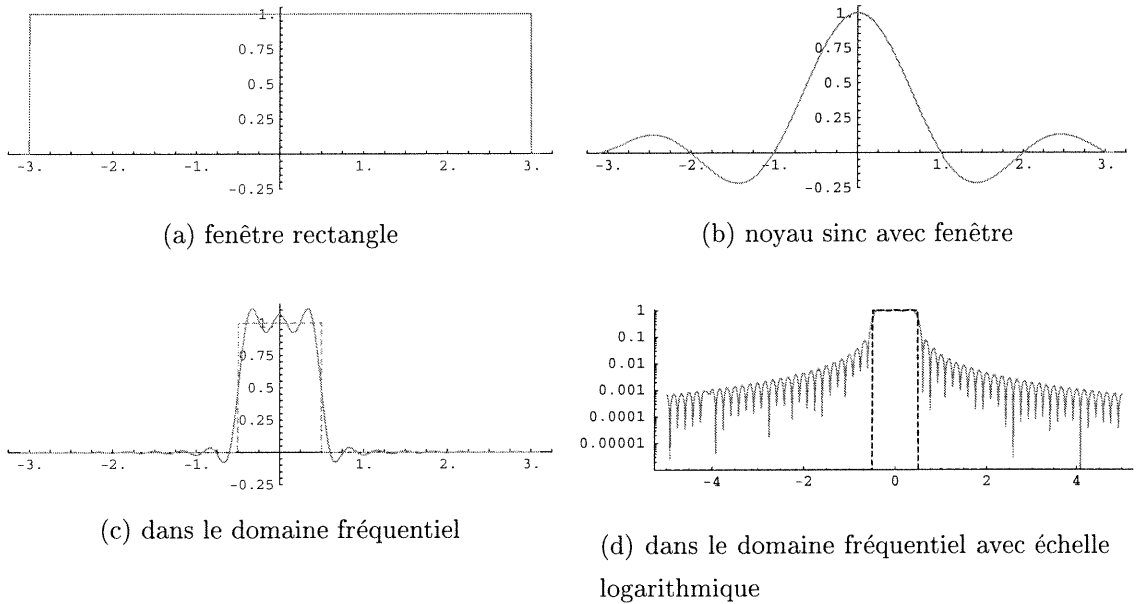 1.
0.75
0.5
0.25
-3. -2. -1. 1. 2. 3.
-0.25
(a) fenêtre rectangle
1.
0.75
0.5
0.25
-3. -2. -1. 1. 2. 3.
-0.25
(b) noyau sinc avec fenêtre
1.
0.75
0.5
0.25
-3. -2. -1. 1. 2. 3.
-0.25
(c) dans le domaine fréquentiel
1
0.1
0.01
0.001
0.0001
0.00001
-4 -2 0 2 4
(d) dans le domaine fréquentiel avec échelle
logarithmique